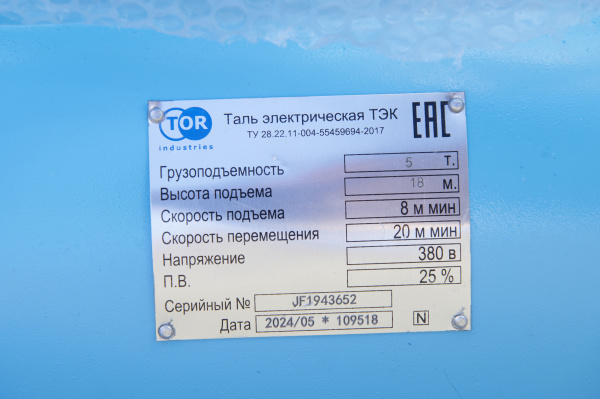 TOR
industries
Таль электрическая ТЭК
ТУ 28.22.11-004-55459694-2017
EAC
Грузоподъемность 5 т.
Высота подъема 18 м.
Скорость подъема 8 м мин
Скорость перемещения 20 м мин
Напряжение 380 в
П.В. 25 %
Серийный № JF1943652
Дата 2024/05 * 109518 N